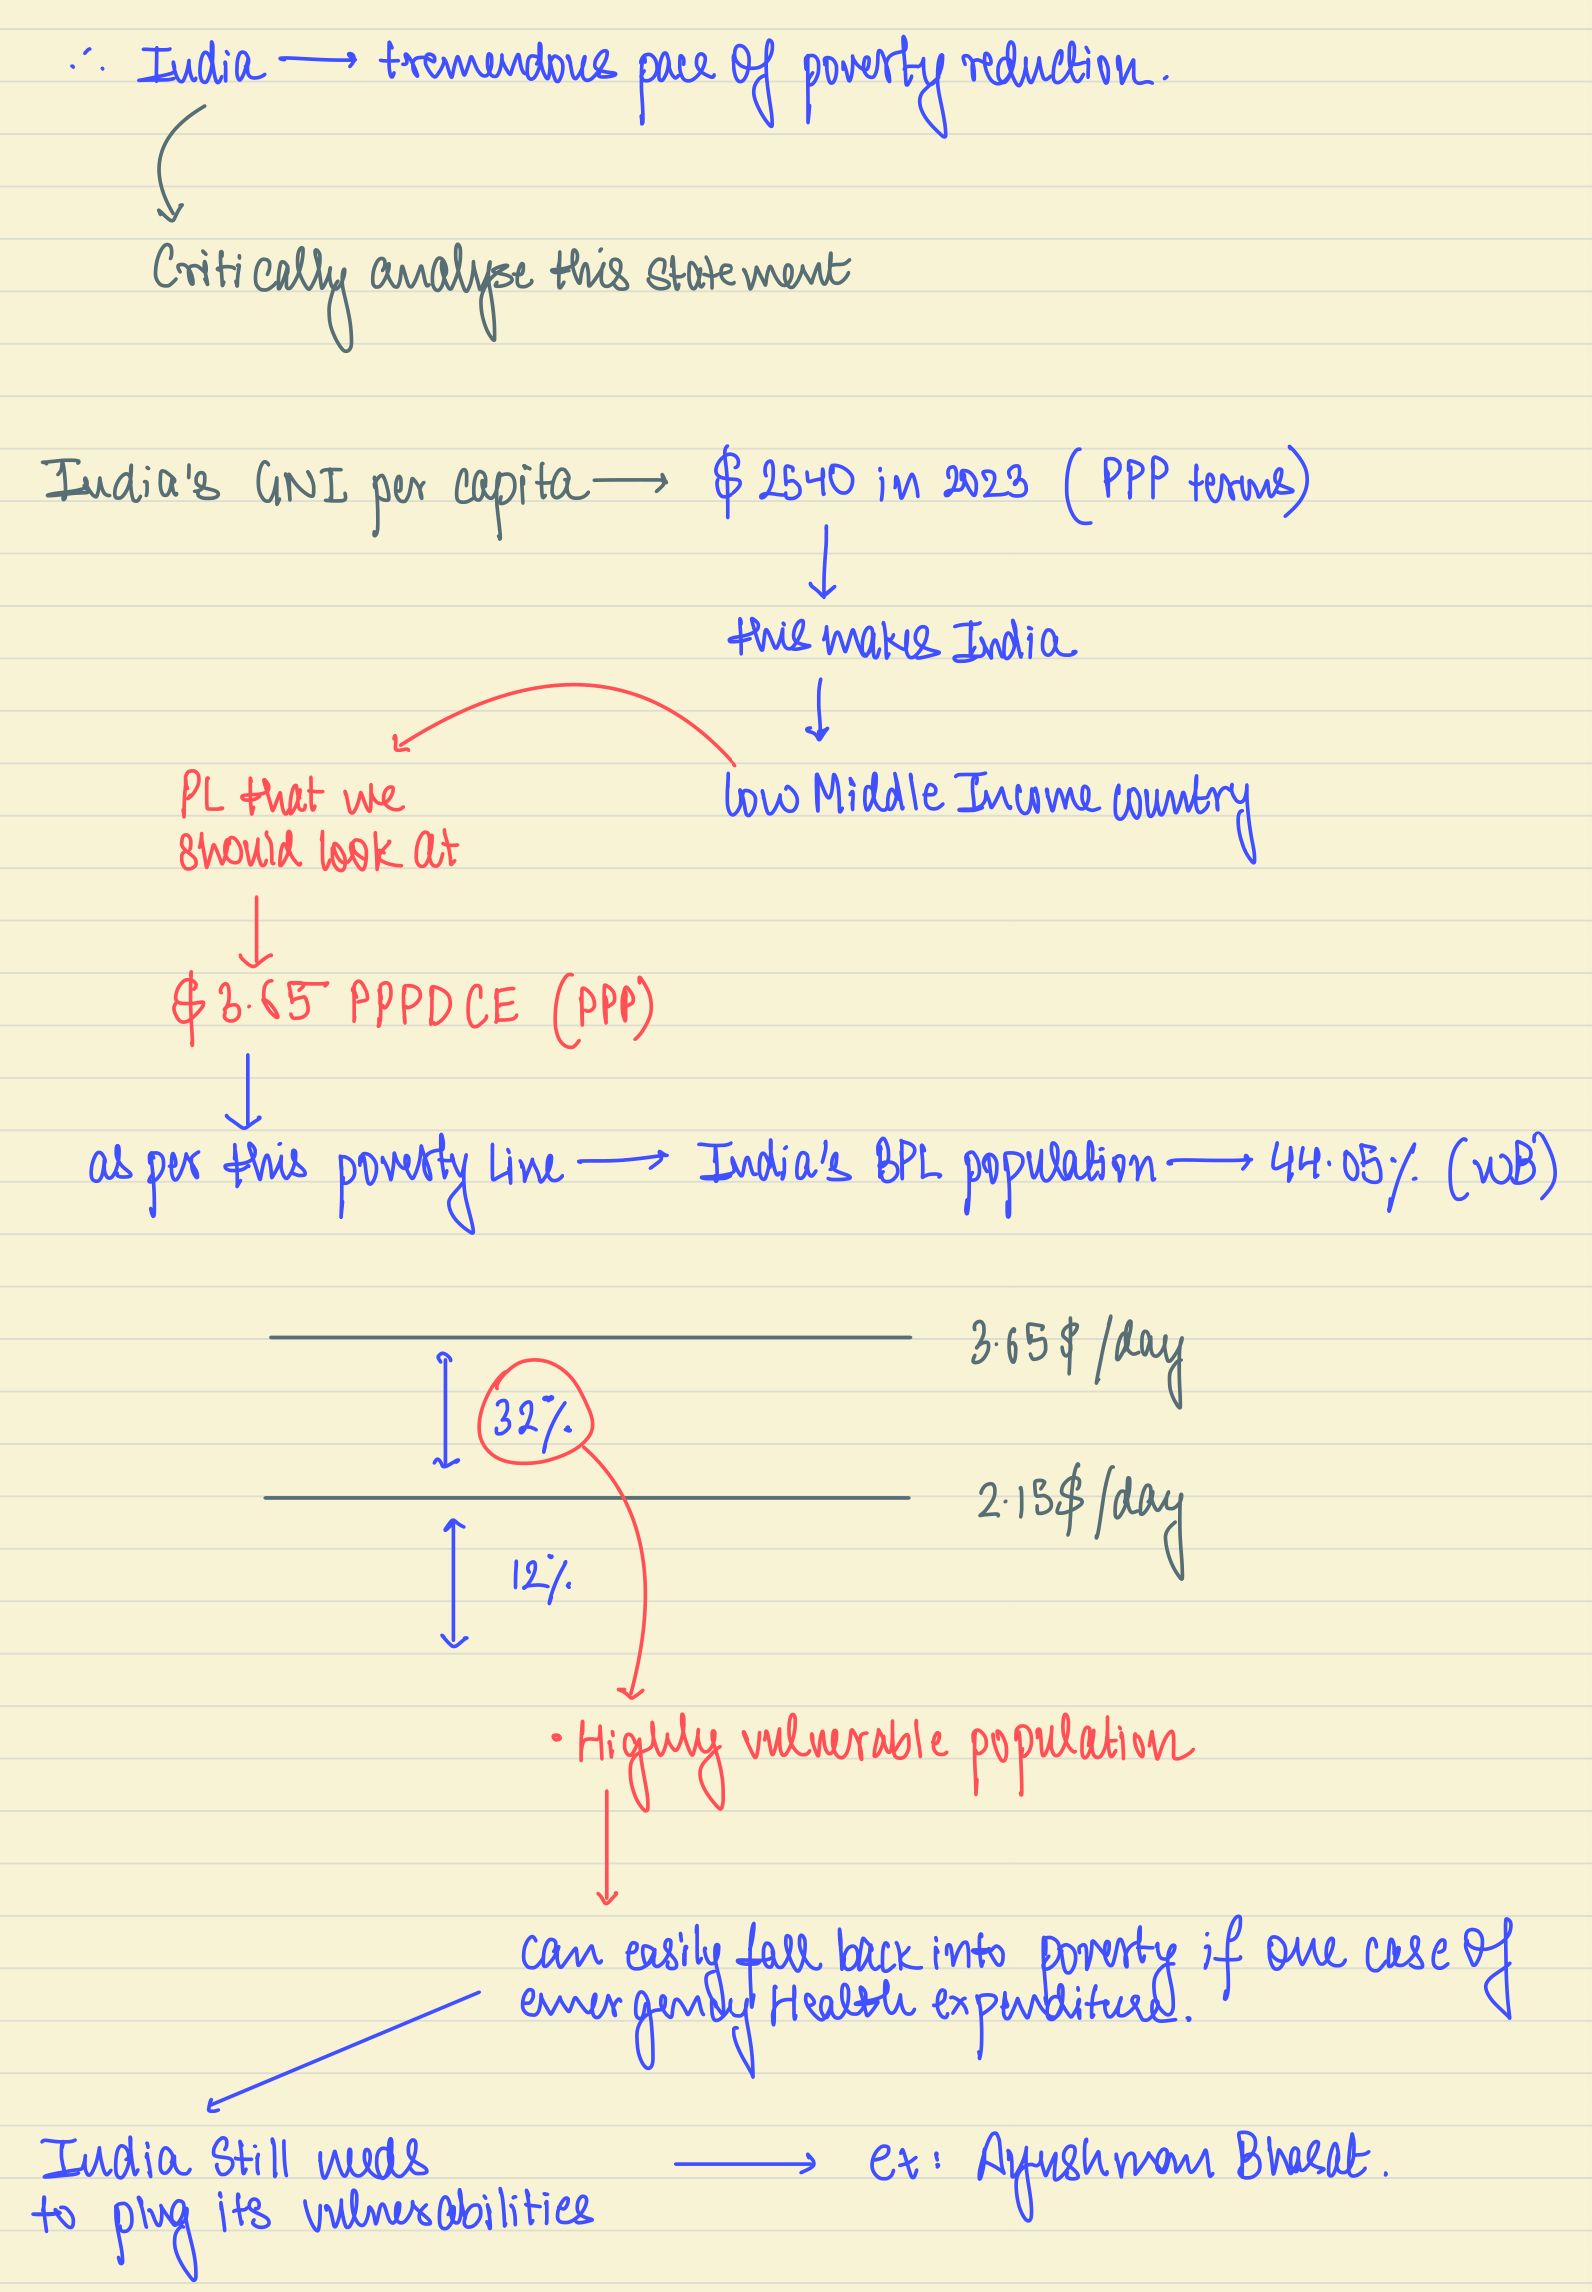 ∴ India → tremendous pace of poverty reduction.
Critically analyse this statement
India's GNI per capita → $ 2540 in 2023 (PPP terms)
this makes India
Low Middle Income country
PL that we
should look at
$ 3.65 PPPDCE (PPP)
as per this poverty line → India's BPL population → 44.05% (WB)
3.65$ /day
32%
2.15$ /day
12%
• Highly vulnerable population
can easily fall back into poverty if one case of
emergency Health expenditure.
India still needs → ex: Ayushman Bharat.
to plug its vulnerabilities